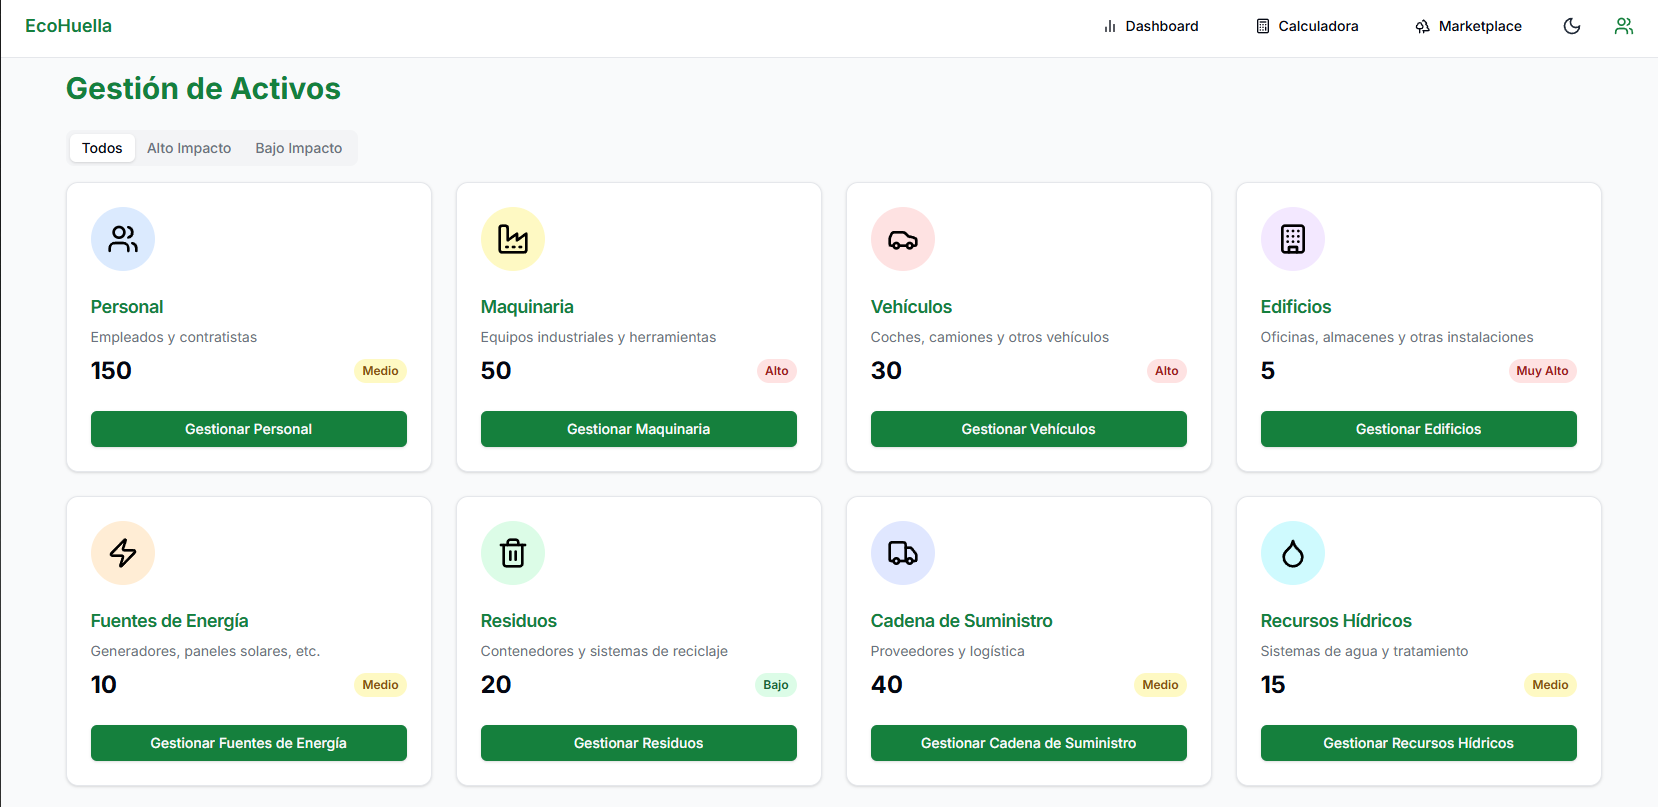 EcoHuella
Dashboard
Calculadora
Marketplace
Gestión de Activos
Todos
Alto Impacto
Bajo Impacto
Personal
Empleados y contratistas
150
Medio
Gestionar Personal
Maquinaria
Equipos industriales y herramientas
50
Alto
Gestionar Maquinaria
Vehículos
Coches, camiones y otros vehículos
30
Alto
Gestionar Vehículos
Edificios
Oficinas, almacenes y otras instalaciones
5
Muy Alto
Gestionar Edificios
Fuentes de Energía
Generadores, paneles solares, etc.
10
Medio
Gestionar Fuentes de Energía
Residuos
Contenedores y sistemas de reciclaje
20
Bajo
Gestionar Residuos
Cadena de Suministro
Proveedores y logística
40
Medio
Gestionar Cadena de Suministro
Recursos Hídricos
Sistemas de agua y tratamiento
15
Medio
Gestionar Recursos Hídricos